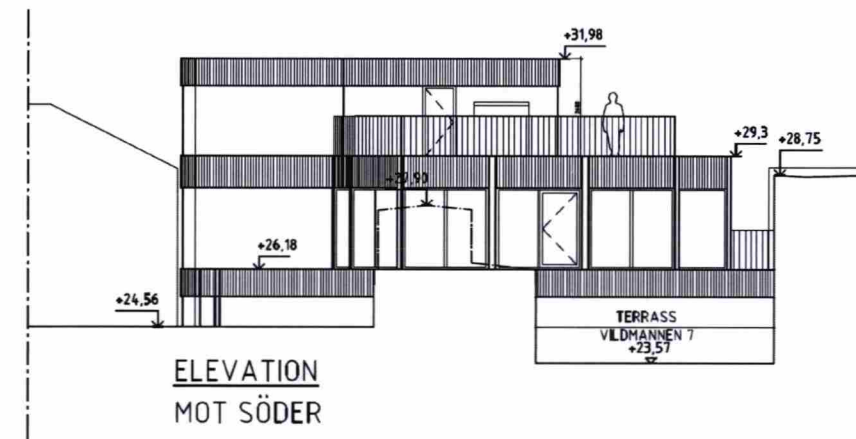 +31,98
+29,3
+28,75
+26,18
+24,56
TERRASS
VILDMANNEN 7
+23,57
ELEVATION
MOT SÖDER